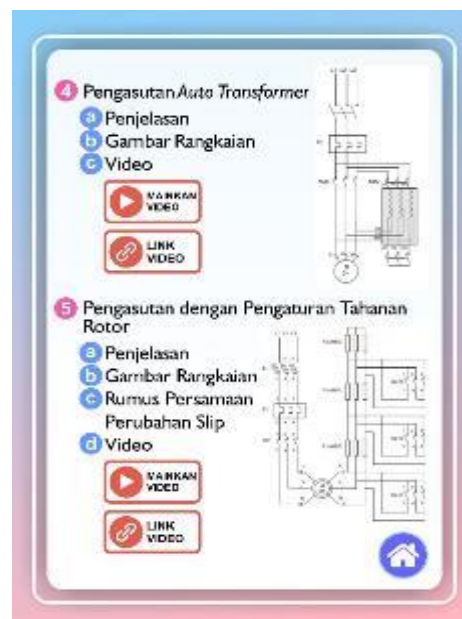 4 Pengasutan Auto Transformer
a Penjelasan
b Gambar Rangkaian
c Video
MAINKAN
VIDEO
LINK
VIDEO
5 Pengasutan dengan Pengaturan Tahanan
Rotor
a Penjelasan
b Gambar Rangkaian
c Rumus Persamaan
Perubahan Slip
d Video
MAINKAN
VIDEO
LINK
VIDEO